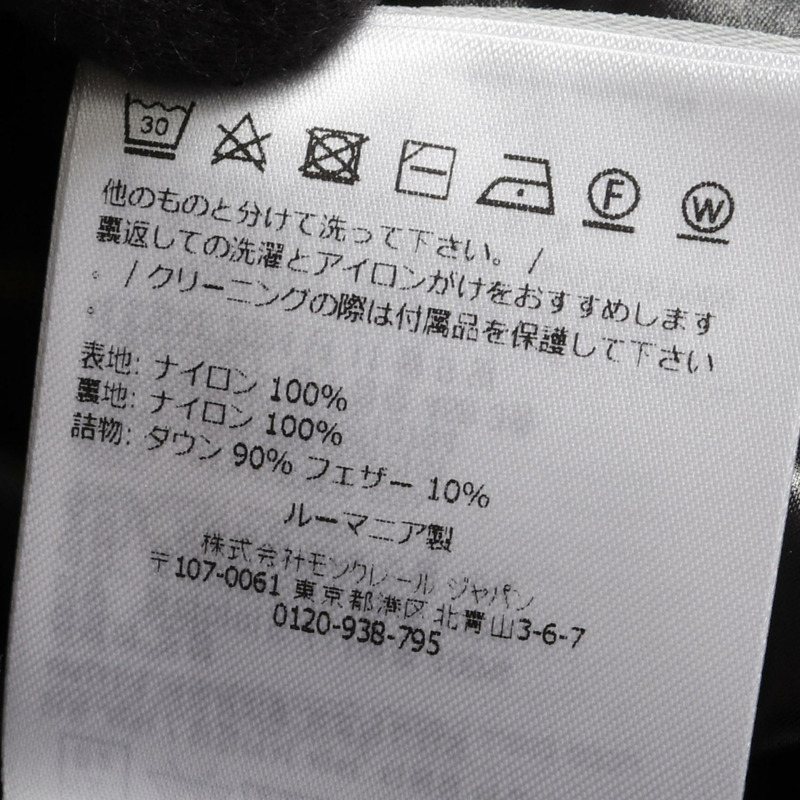 30
F
W
他のものと分けて洗って下さい。 /
裏返しての洗濯とアイロンがけをおすすめします
。 / クリーニングの際は付属品を保護して下さい
。
表地: ナイロン 100%
裏地: ナイロン 100%
詰物: ダウン 90% フェザー 10%
ルーマニア製
株式会社モンクレール ジャパン
〒107-0061 東京都港区北青山3-6-7
0120-938-795